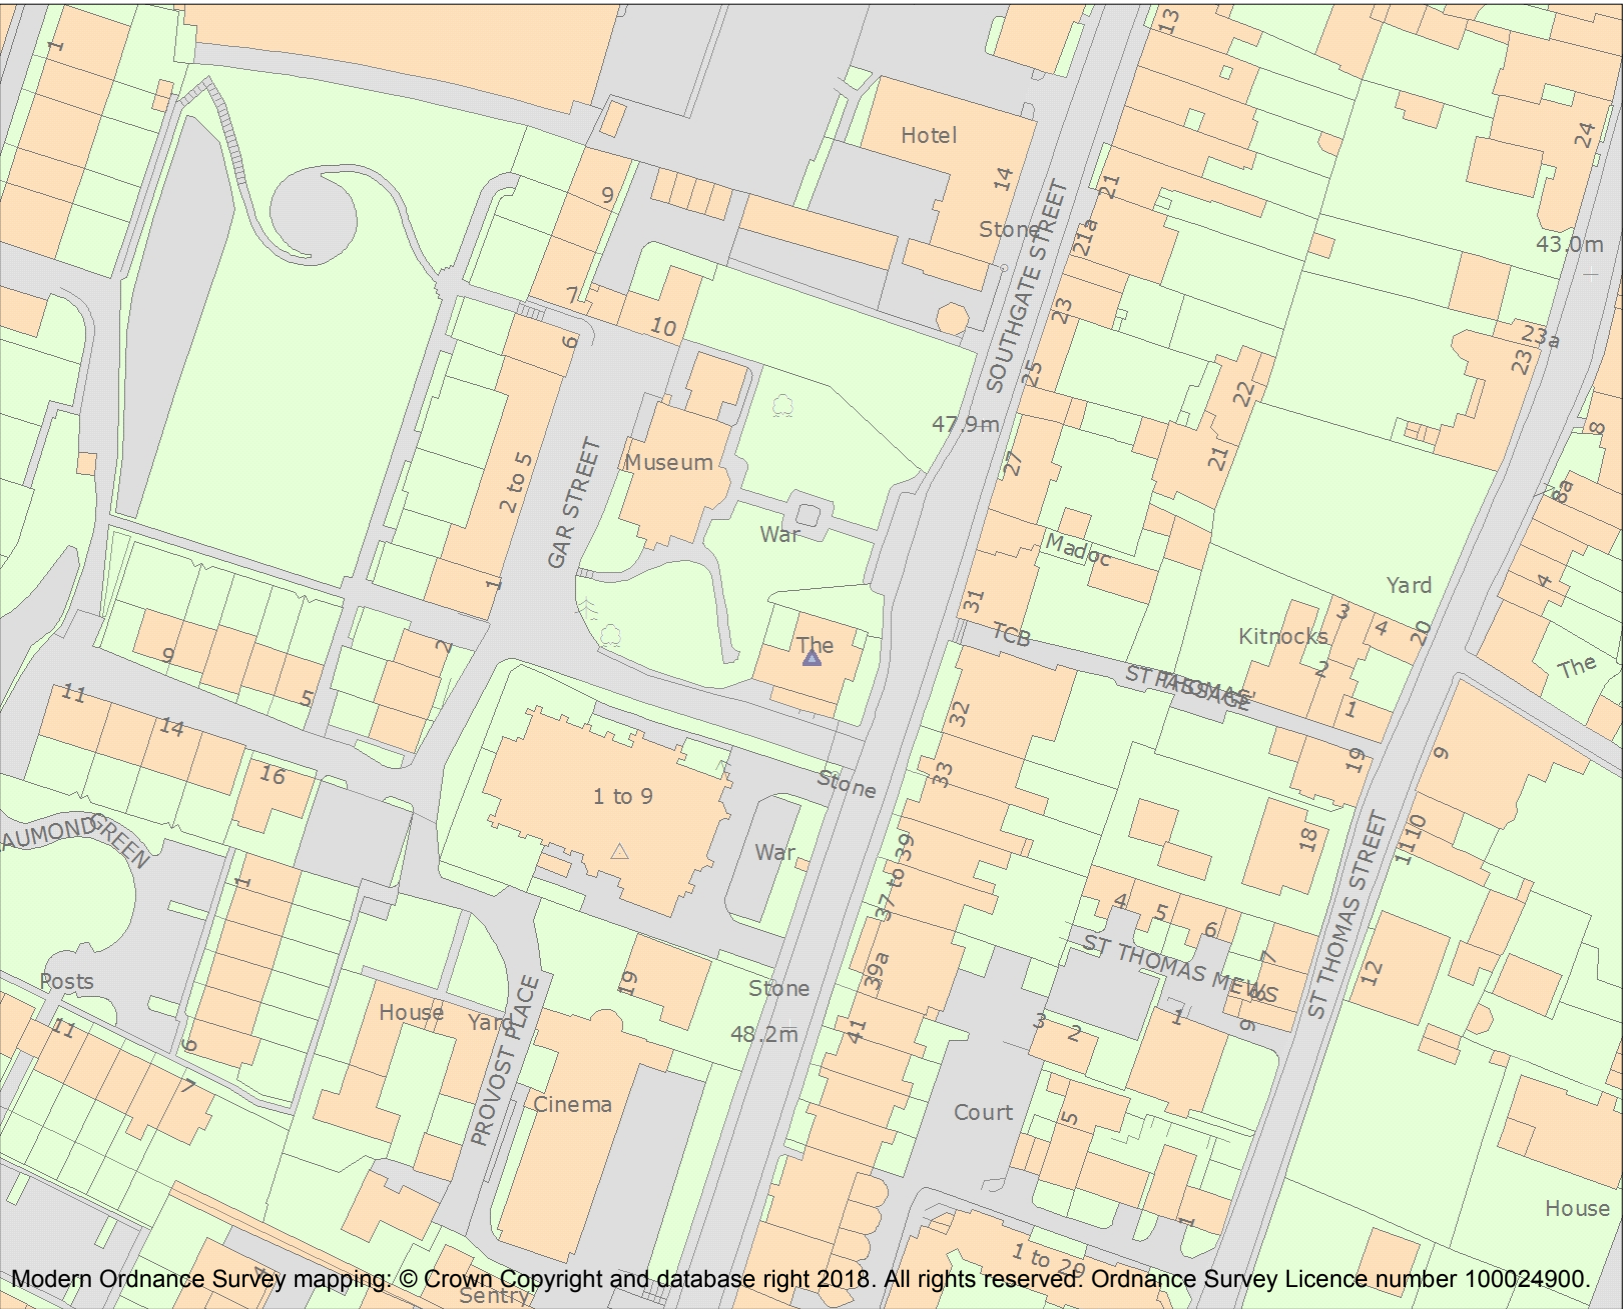 1
13
Hotel
14
24
9
21
Stone
SOUTHGATE STREET
21a
43.0m
7
23
10
6
23a
23
25
22
47.9m
8
Museum
27
21
2 to 5
8a
GAR STREET
War
Madoc
4
Yard
1
31
3
Kitnocks
4
20
TCB
The
2
9
5
2
The
ST THOMAS
PASSAGE
11
14
32
1
19
9
16
33
Stone
1 to 9
AUMOND
GREEN
18
1110
War
37 to 39
1
4
5
6
ST THOMAS STREET
ST THOMAS MEWS
7
8
39a
12
Posts
19
Stone
House
Yard
11
6
48.2m
41
3
2
1
9
PROVOST PLACE
7
Cinema
Court
5
House
1
1 to 29
4
Modern Ordnance Survey mapping: © Crown Copyright and database right 2018. All rights reserved. Ordnance Survey Licence number 100024900.
Sentry